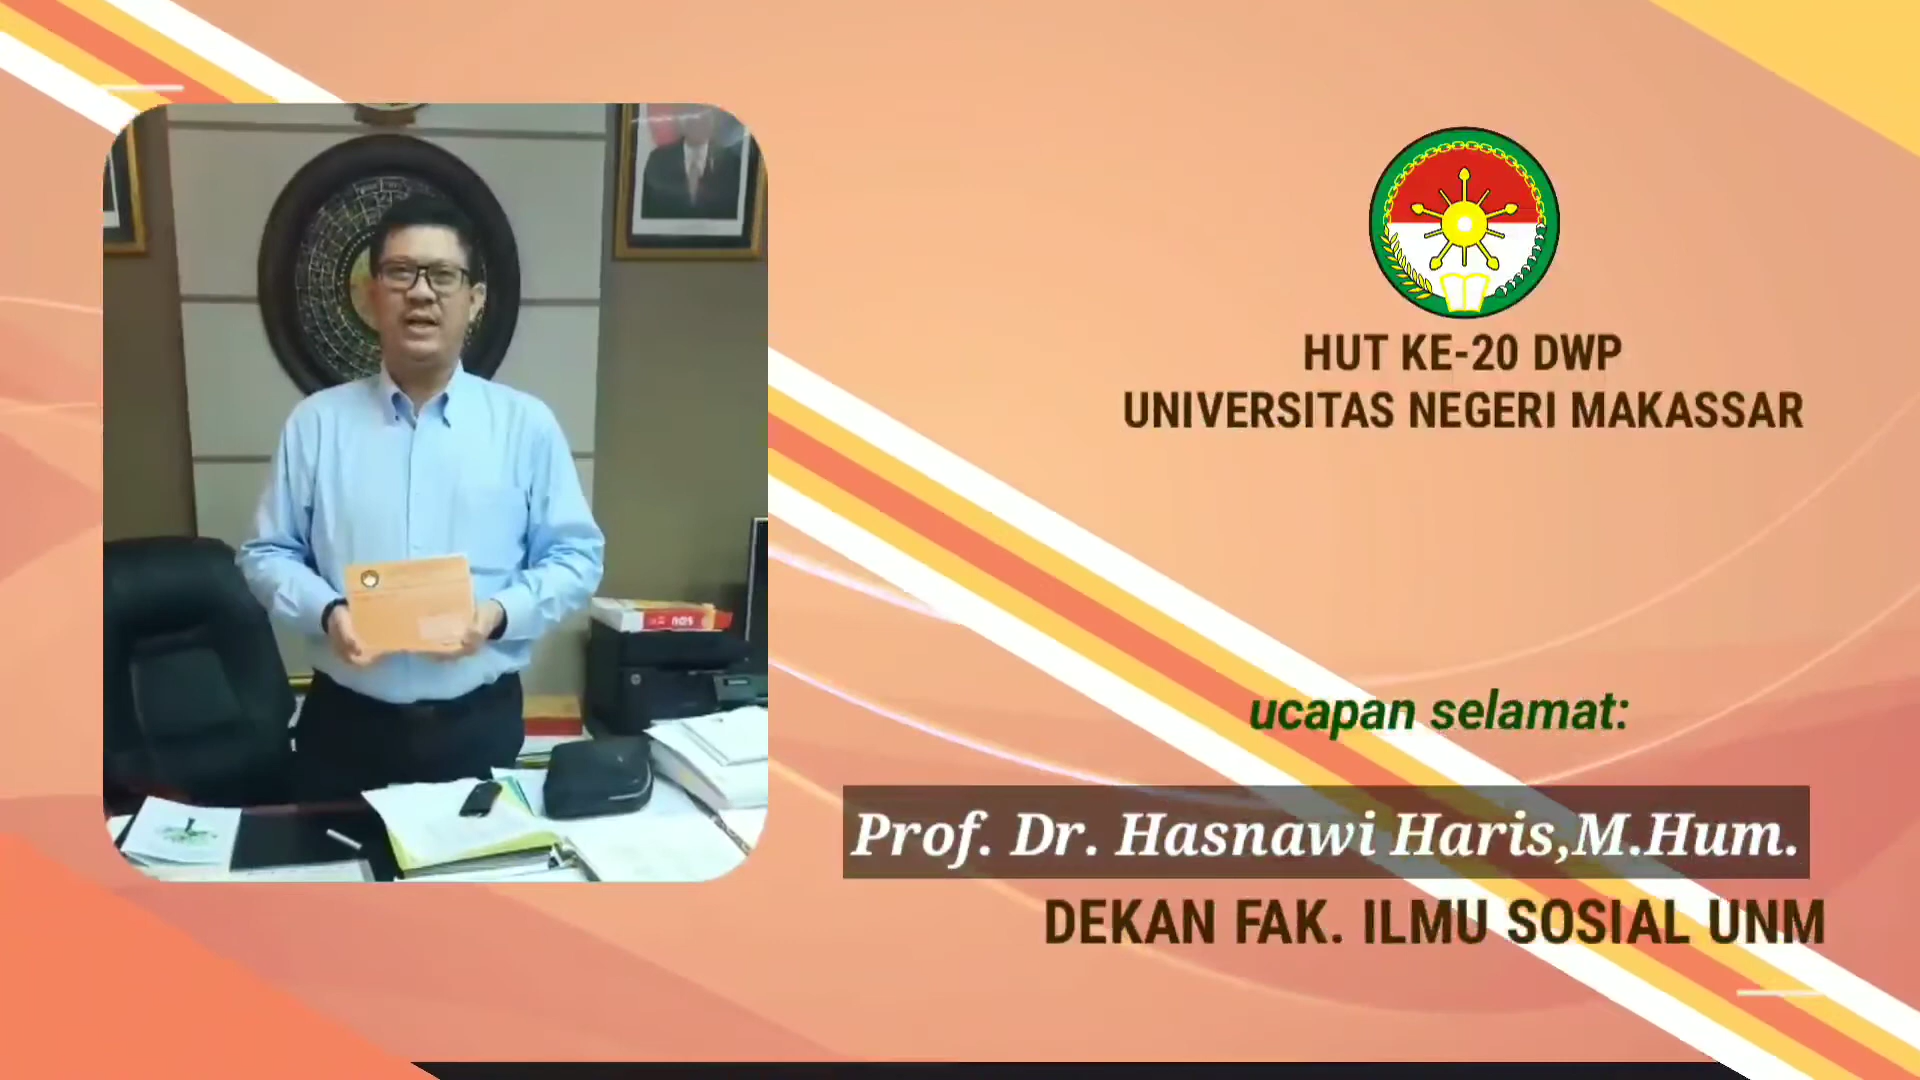 HUT KE-20 DWP
UNIVERSITAS NEGERI MAKASSAR
ucapan selamat:
Prof. Dr. Hasnawi Haris,M.Hum.
DEKAN FAK. ILMU SOSIAL UNM